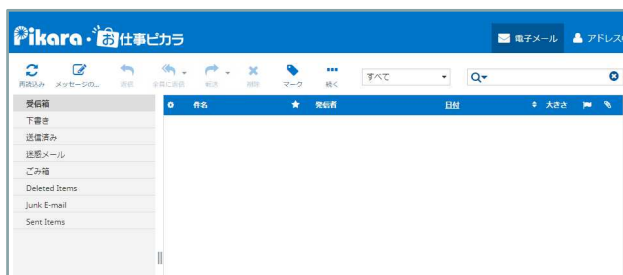 Pikara・お仕事ピカラ
電子メール アドレス
再読込み メッセージの... 返信 全員に返信 転送 削除 マーク 続く すべて
受信箱 件名 発信者 日付 大きさ
下書き
送信済み
迷惑メール
ごみ箱
Deleted Items
Junk E-mail
Sent Items